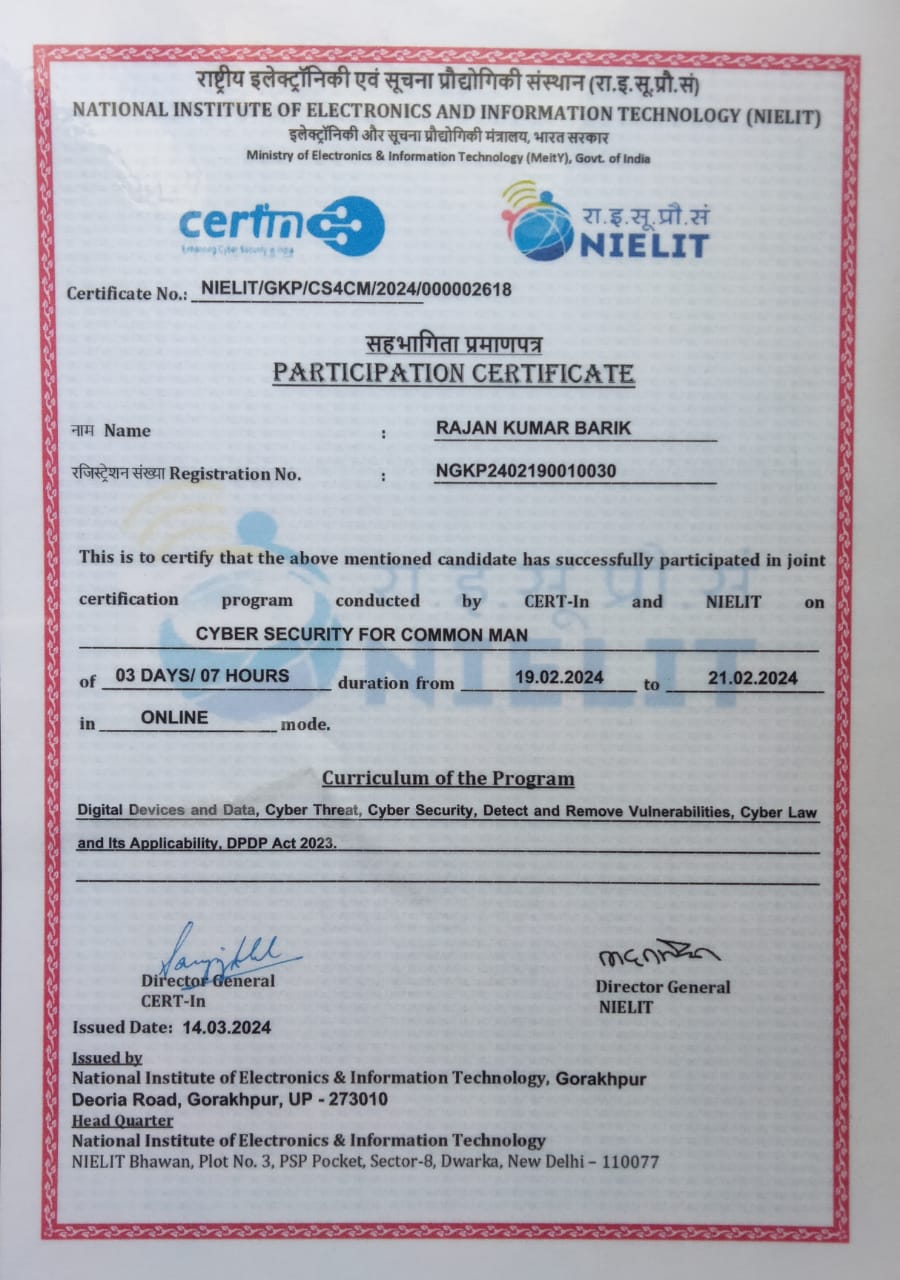 राष्ट्रीय इलेक्ट्रॉनिकी एवं सूचना प्रौद्योगिकी संस्थान (रा.इ.सू.प्रौ.सं)
NATIONAL INSTITUTE OF ELECTRONICS AND INFORMATION TECHNOLOGY (NIELIT)
इलेक्ट्रॉनिकी और सूचना प्रौद्योगिकी मंत्रालय, भारत सरकार
Ministry of Electronics & Information Technology (MeitY), Govt. of India
certin
Enhancing Cyber Security in India
रा.इ.सू.प्रौ.सं
NIELIT
Certificate No.: NIELIT/GKP/CS4CM/2024/000002618
सहभागिता प्रमाणपत्र
PARTICIPATION CERTIFICATE
नाम Name : RAJAN KUMAR BARIK
रजिस्ट्रेशन संख्या Registration No. : NGKP2402190010030
This is to certify that the above mentioned candidate has successfully participated in joint
certification program conducted by CERT-In and NIELIT on
CYBER SECURITY FOR COMMON MAN
of 03 DAYS/ 07 HOURS duration from 19.02.2024 to 21.02.2024
in ONLINE mode.
Curriculum of the Program
Digital Devices and Data, Cyber Threat, Cyber Security, Detect and Remove Vulnerabilities, Cyber Law
and Its Applicability, DPDP Act 2023.
Director General
CERT-In
Director General
NIELIT
Issued Date: 14.03.2024
Issued by
National Institute of Electronics & Information Technology, Gorakhpur
Deoria Road, Gorakhpur, UP - 273010
Head Quarter
National Institute of Electronics & Information Technology
NIELIT Bhawan, Plot No. 3, PSP Pocket, Sector-8, Dwarka, New Delhi – 110077